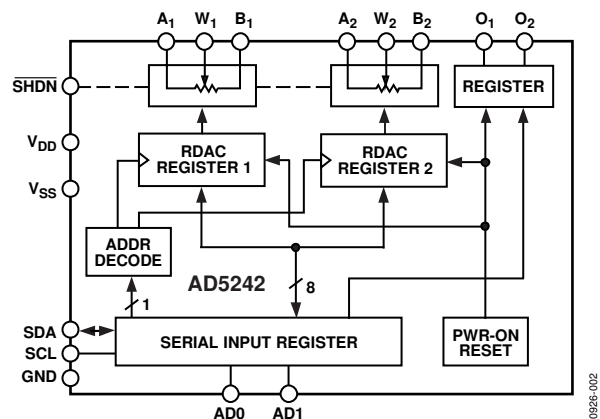 A1 W1 B1 A2 W2 B2 O1 O2
SHDN
REGISTER
VDD
RDAC
REGISTER 1
RDAC
REGISTER 2
VSS
ADDR
DECODE
AD5242
8
1
SDA
SCL
GND
SERIAL INPUT REGISTER
PWR-ON
RESET
AD0 AD1
00926-002